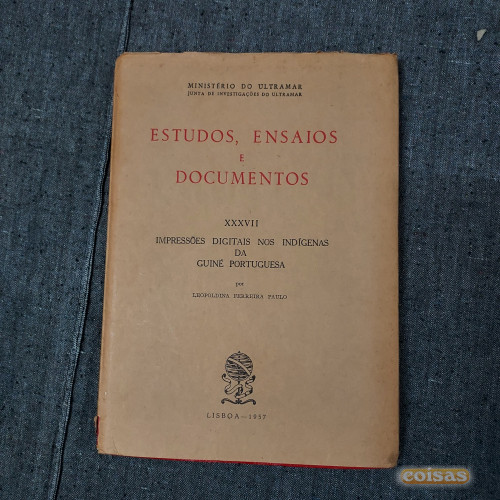 MINISTÉRIO DO ULTRAMAR
JUNTA DE INVESTIGAÇÕES DO ULTRAMAR
ESTUDOS, ENSAIOS
E
DOCUMENTOS
XXXVII
IMPRESSÕES DIGITAIS NOS INDÍGENAS
DA
GUINÉ PORTUGUESA
por
LEOPOLDINA FERREIRA PAULO
LISBOA—1957
coisas